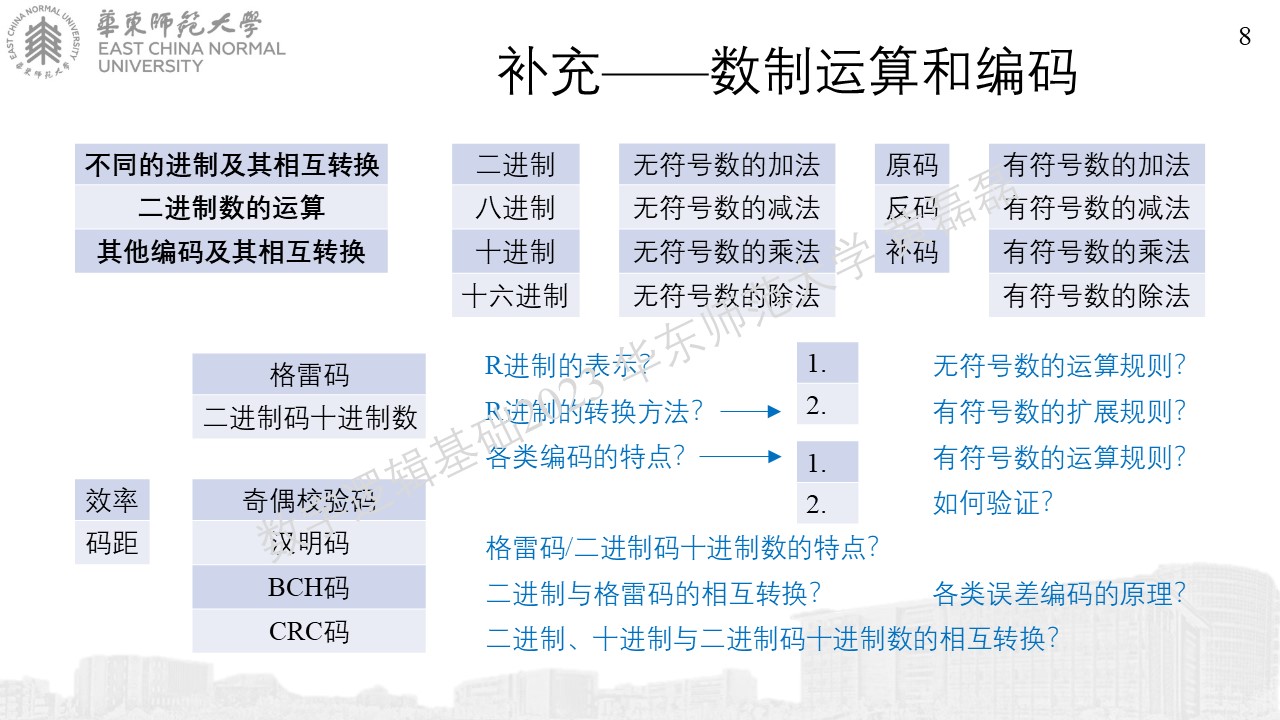 華東師範大學
EAST CHINA NORMAL
UNIVERSITY
EAST CHINA NORMAL UNIVERSITY
華東師範大學
8
补充——数制运算和编码
不同的进制及其相互转换
二进制数的运算
其他编码及其相互转换
二进制
八进制
十进制
十六进制
无符号数的加法
无符号数的减法
无符号数的乘法
无符号数的除法
原码
反码
补码
有符号数的加法
有符号数的减法
有符号数的乘法
有符号数的除法
格雷码
二进制码十进制数
效率
码距
奇偶校验码
汉明码
BCH码
CRC码
R进制的表示?
R进制的转换方法?
各类编码的特点?
1.
2.
1.
2.
无符号数的运算规则?
有符号数的扩展规则?
有符号数的运算规则?
如何验证?
格雷码/二进制码十进制数的特点?
二进制与格雷码的相互转换?
各类误差编码的原理?
二进制、十进制与二进制码十进制数的相互转换?
数字逻辑基础2023 华东师范大学 黄磊磊